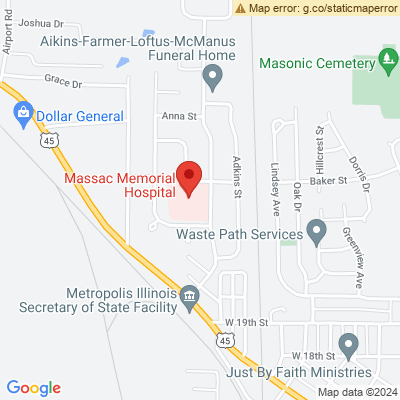 Map error: g.co/staticmaperror
Airport Rd
Joshua Dr
Aikins-Farmer-Loftus-McManus
Funeral Home
Masonic Cemetery
Grace Dr
Dollar General
Anna St
45
Massac Memorial
Hospital
Adkins St
Lindsey Ave
Oak Dr
Hillcrest St
Dorris Dr
Baker St
Waste Path Services
Greenview Ave
Metropolis Illinois
Secretary of State Facility
W 19th St
45
W 18th St
Just By Faith Ministries
Google
Map data ©2024